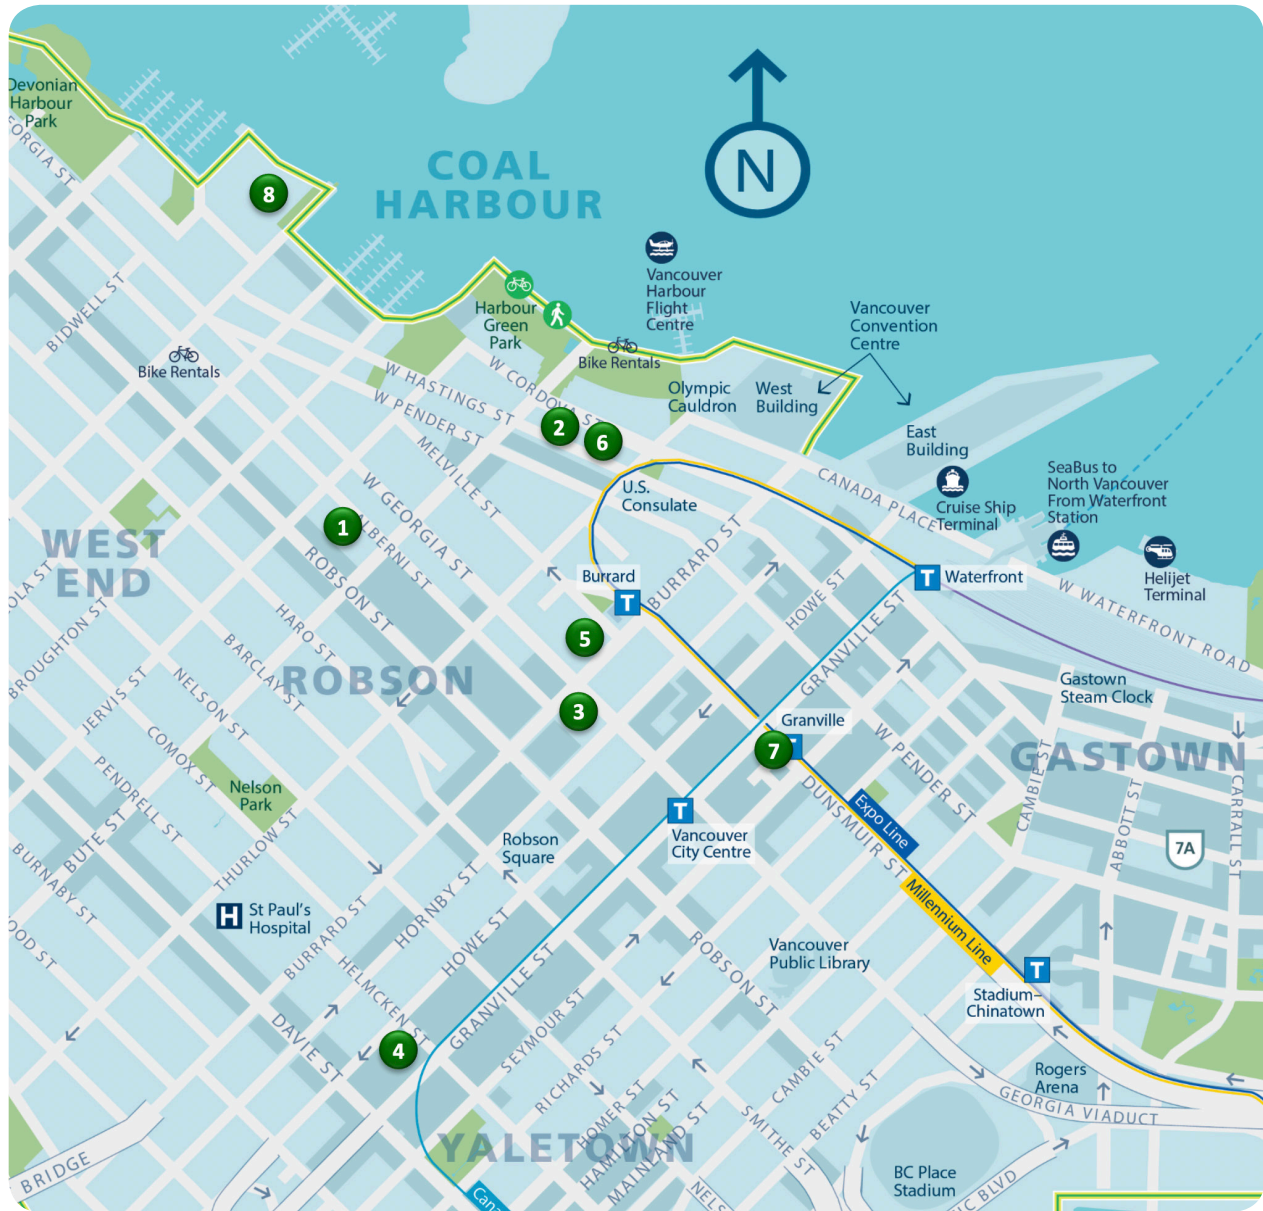 Devonian
Harbour
Park
GEORGIA ST
8
COAL
HARBOUR
N
Vancouver
Harbour
Flight
Centre
Harbour
Green
Park
Bike Rentals
Vancouver
Convention
Centre
BIDWELL ST
Bike Rentals
Olympic
Cauldron
West
Building
East
Building
W HASTINGS ST
W CORDOVA ST
W PENDER ST
2
6
MELVILLE ST
U.S.
Consulate
CANADA PLACE
Cruise Ship
Terminal
SeaBus to
North Vancouver
From Waterfront
Station
Helijet
Terminal
WEST
END
1
W GEORGIA ST
ALBERNI ST
ROBSON ST
HARO ST
BARCLAY ST
NELSON ST
COMOX ST
PENDRELL ST
BROUGHTON ST
JERVIS ST
BUTE ST
BURNABY ST
THURLOW ST
Burrard
T
BURRARD ST
HOWE ST
GRANVILLE ST
T
Waterfront
W WATERFRONT ROAD
5
ROBSON
3
Gastown
Steam Clock
Granville
7
W PENDER ST
GASTOWN
CAMBIE ST
ABBOTT ST
CARRALL ST
7A
Nelson
Park
T
Vancouver
City Centre
Robson
Square
DUNSMUIR ST
Expo Line
Millennium Line
H
St Paul's
Hospital
BURRARD ST
HORNBY ST
HOWE ST
HELMCKEN ST
GRANVILLE ST
SEYMOUR ST
RICHARDS ST
ROBSON ST
Vancouver
Public Library
T
Stadium–
Chinatown
DAVIE ST
4
Rogers
Arena
GEORGIA VIADUCT
CAMBIE ST
BEATTY ST
SMITHE ST
HOMER ST
HAMILTON ST
MAINLAND ST
YALETOWN
BRIDGE
BC Place
Stadium
BLVD